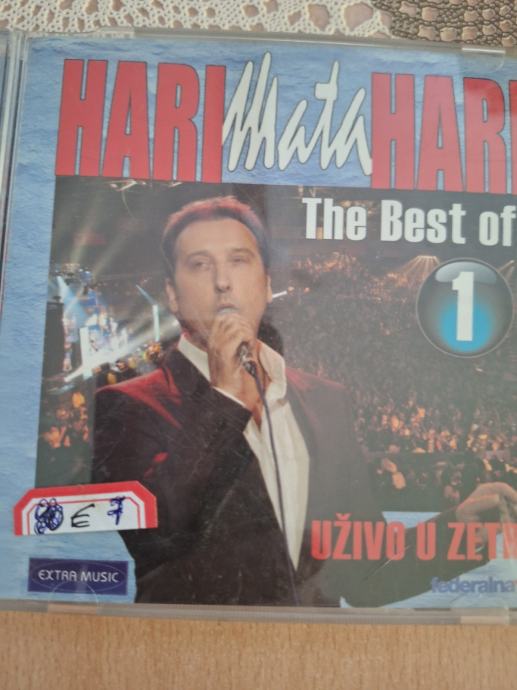 HARI Mata HARI
The Best of
1
€ 7
UŽIVO U ZET
EXTRA MUSIC
federalna